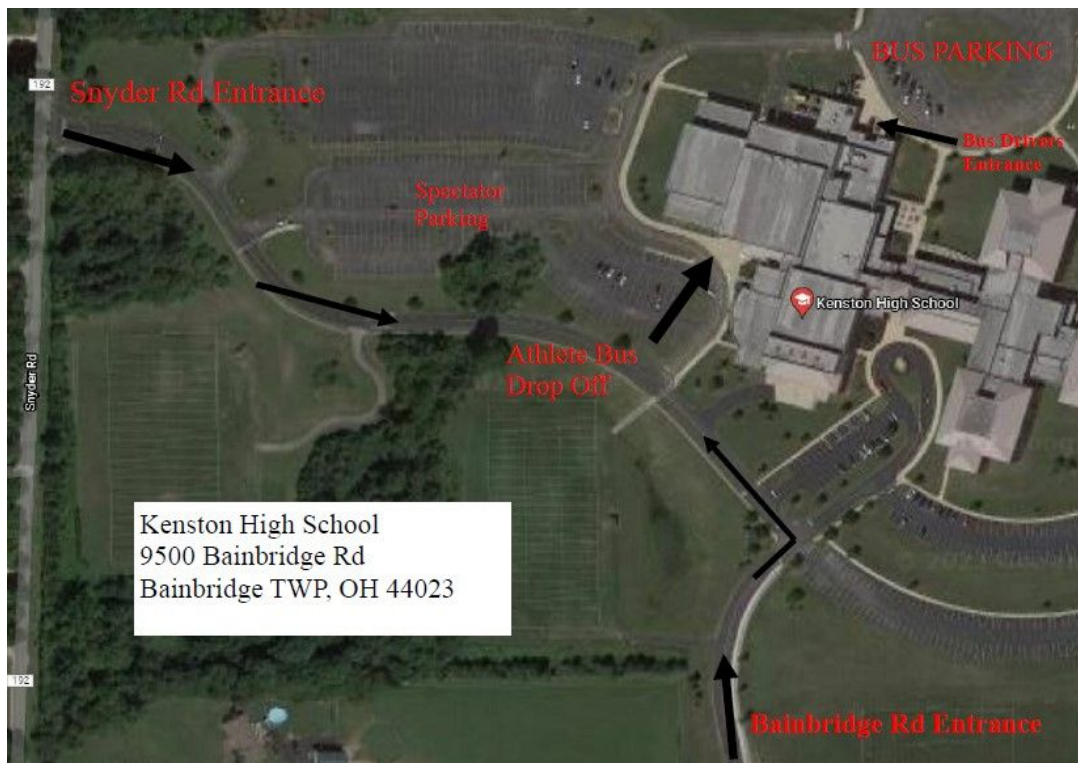 BUS PARKING
192
Snyder Rd Entrance
Bus Drivers
Entrance
Spectator
Parking
Kenston High School
Athlete Bus
Drop Off
Snyder Rd
Kenston High School
9500 Bainbridge Rd
Bainbridge TWP, OH 44023
192
Bainbridge Rd Entrance